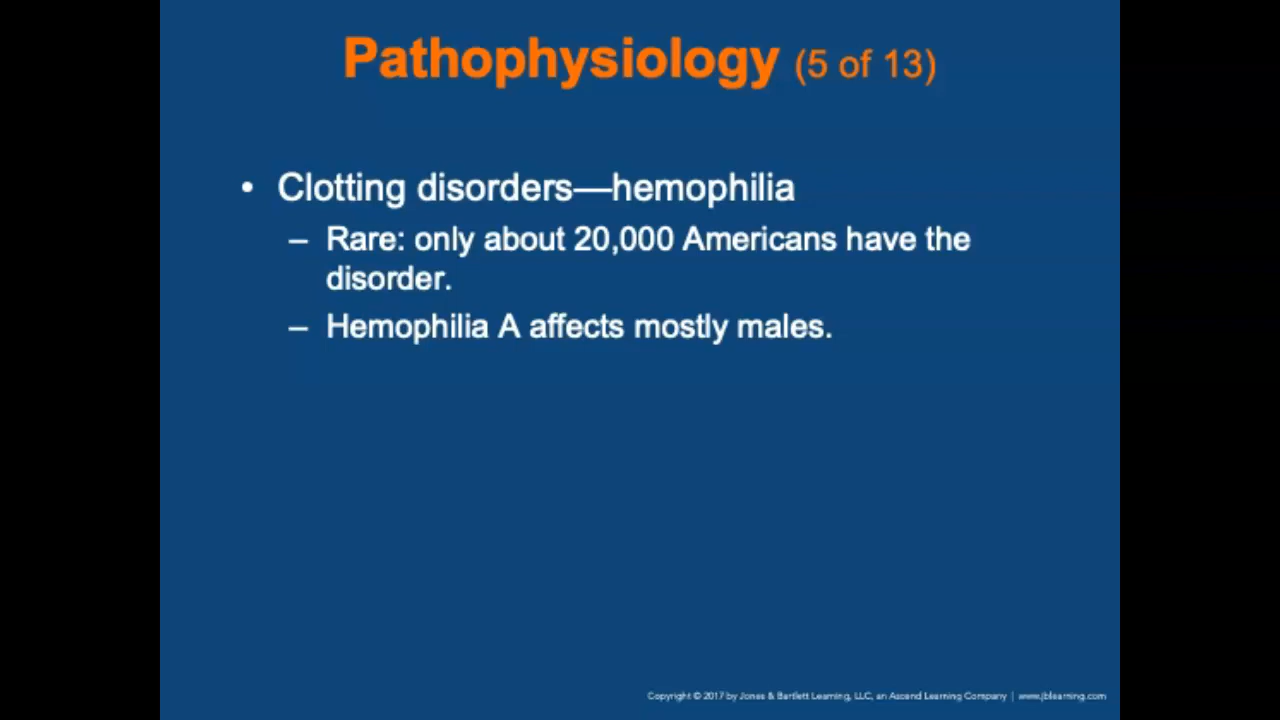 Pathophysiology (5 of 13)
• Clotting disorders—hemophilia
– Rare: only about 20,000 Americans have the
disorder.
– Hemophilia A affects mostly males.
Copyright © 2017 by Jones & Bartlett Learning, LLC, an Ascend Learning Company | www.jblearning.com